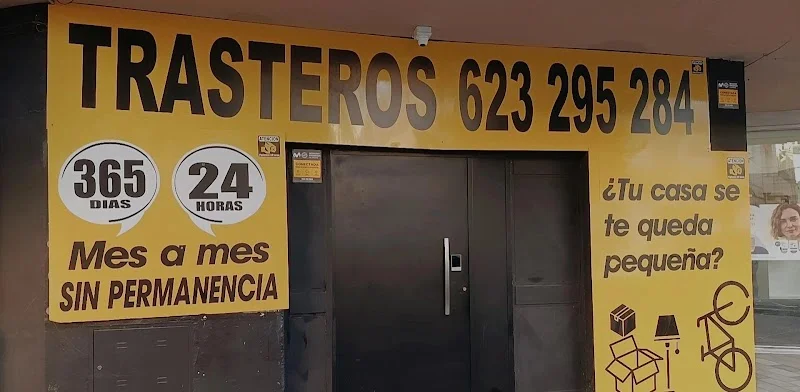 TRASTEROS 623 295 284
365
DIAS
24
HORAS
Mes a mes
SIN PERMANENCIA
¿Tu casa se
te queda
pequeña?